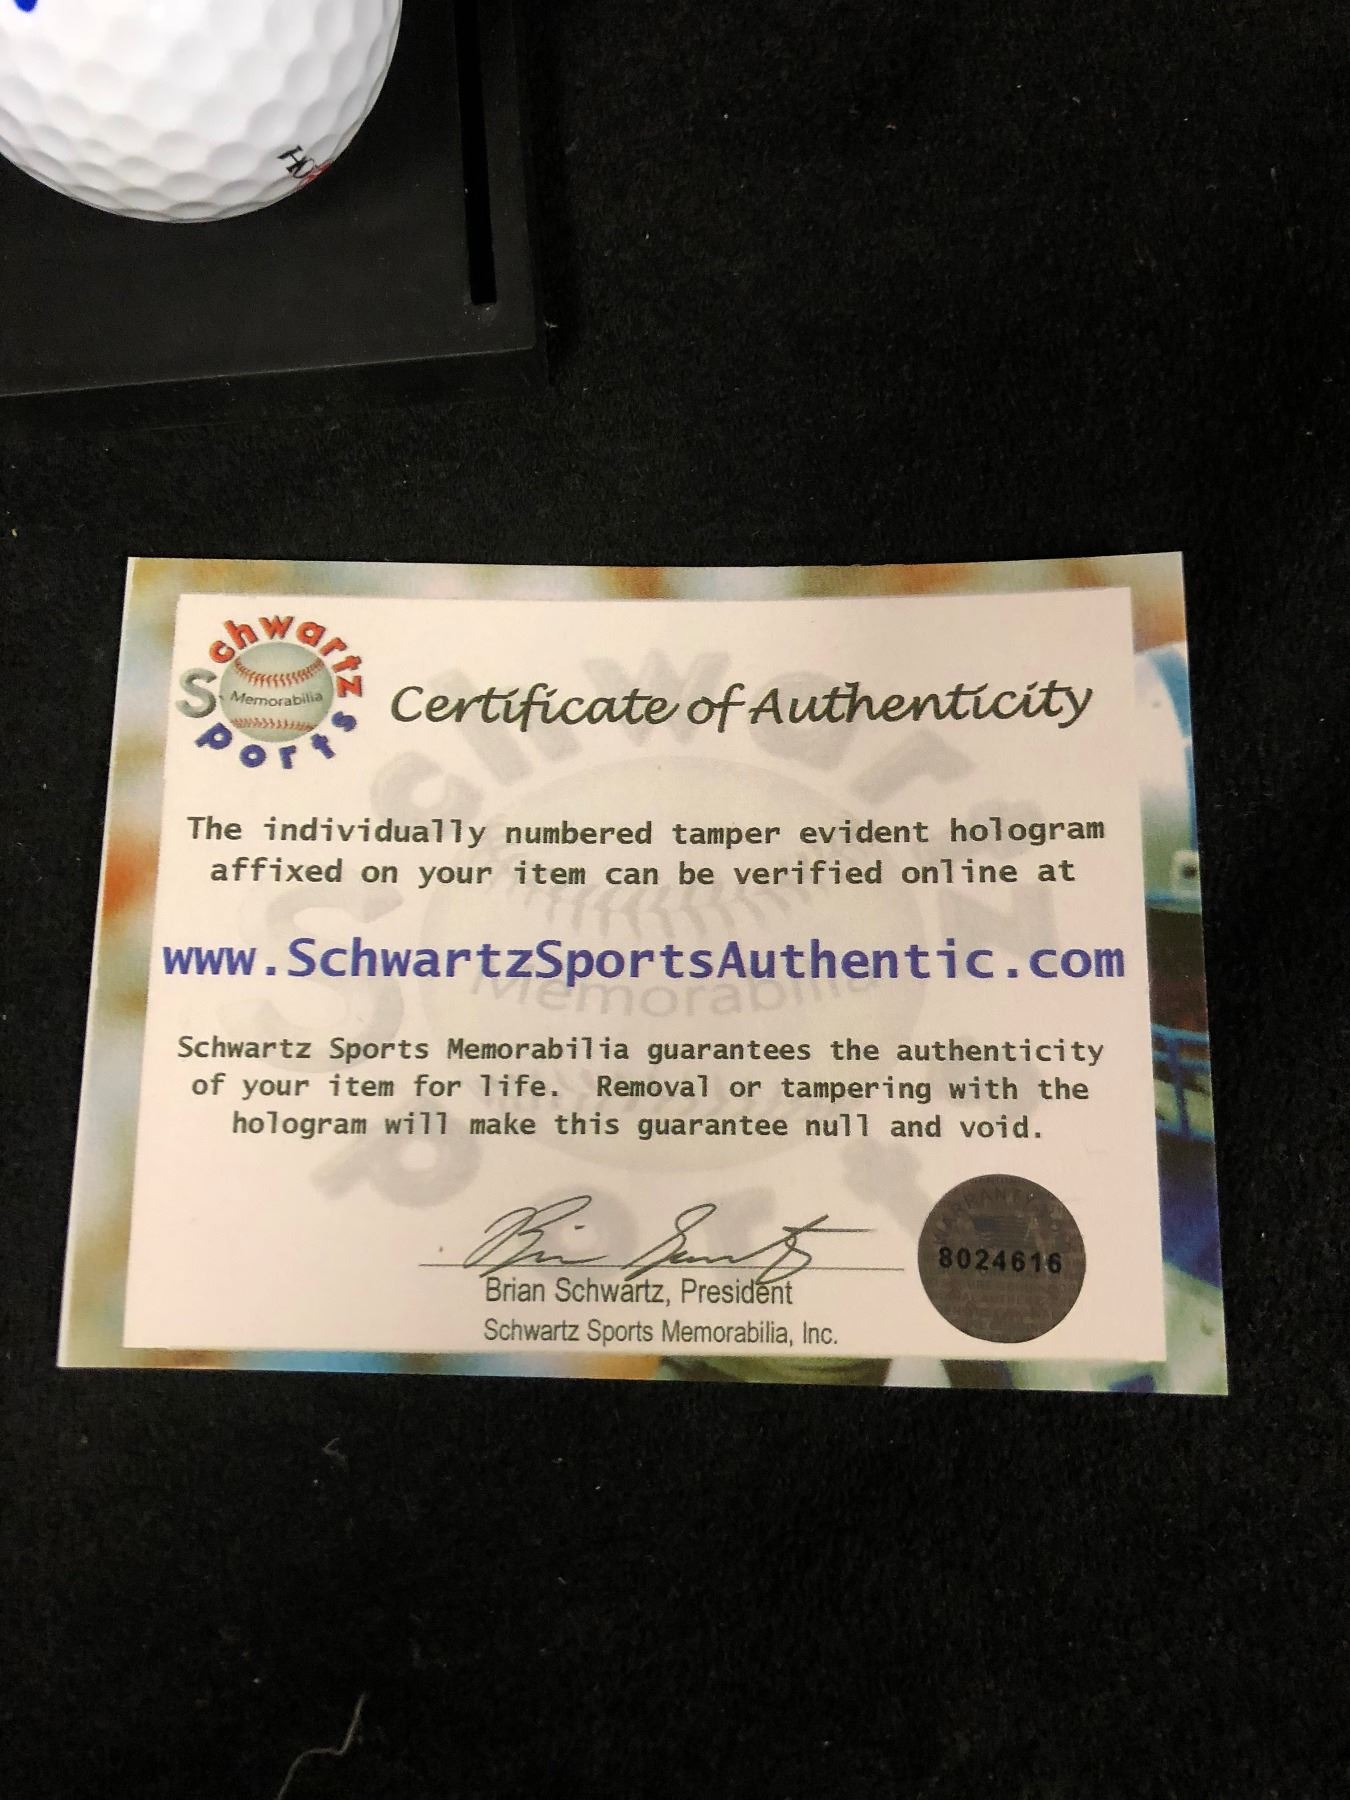 Schwartz
Memorabilia
Sports
Certificate of Authenticity
The individually numbered tamper evident hologram
affixed on your item can be verified online at
www.SchwartzSportsAuthentic.com
Schwartz Sports Memorabilia guarantees the authenticity
of your item for life. Removal or tampering with the
hologram will make this guarantee null and void.
Brian Schwartz, President
Schwartz Sports Memorabilia, Inc.
8024616